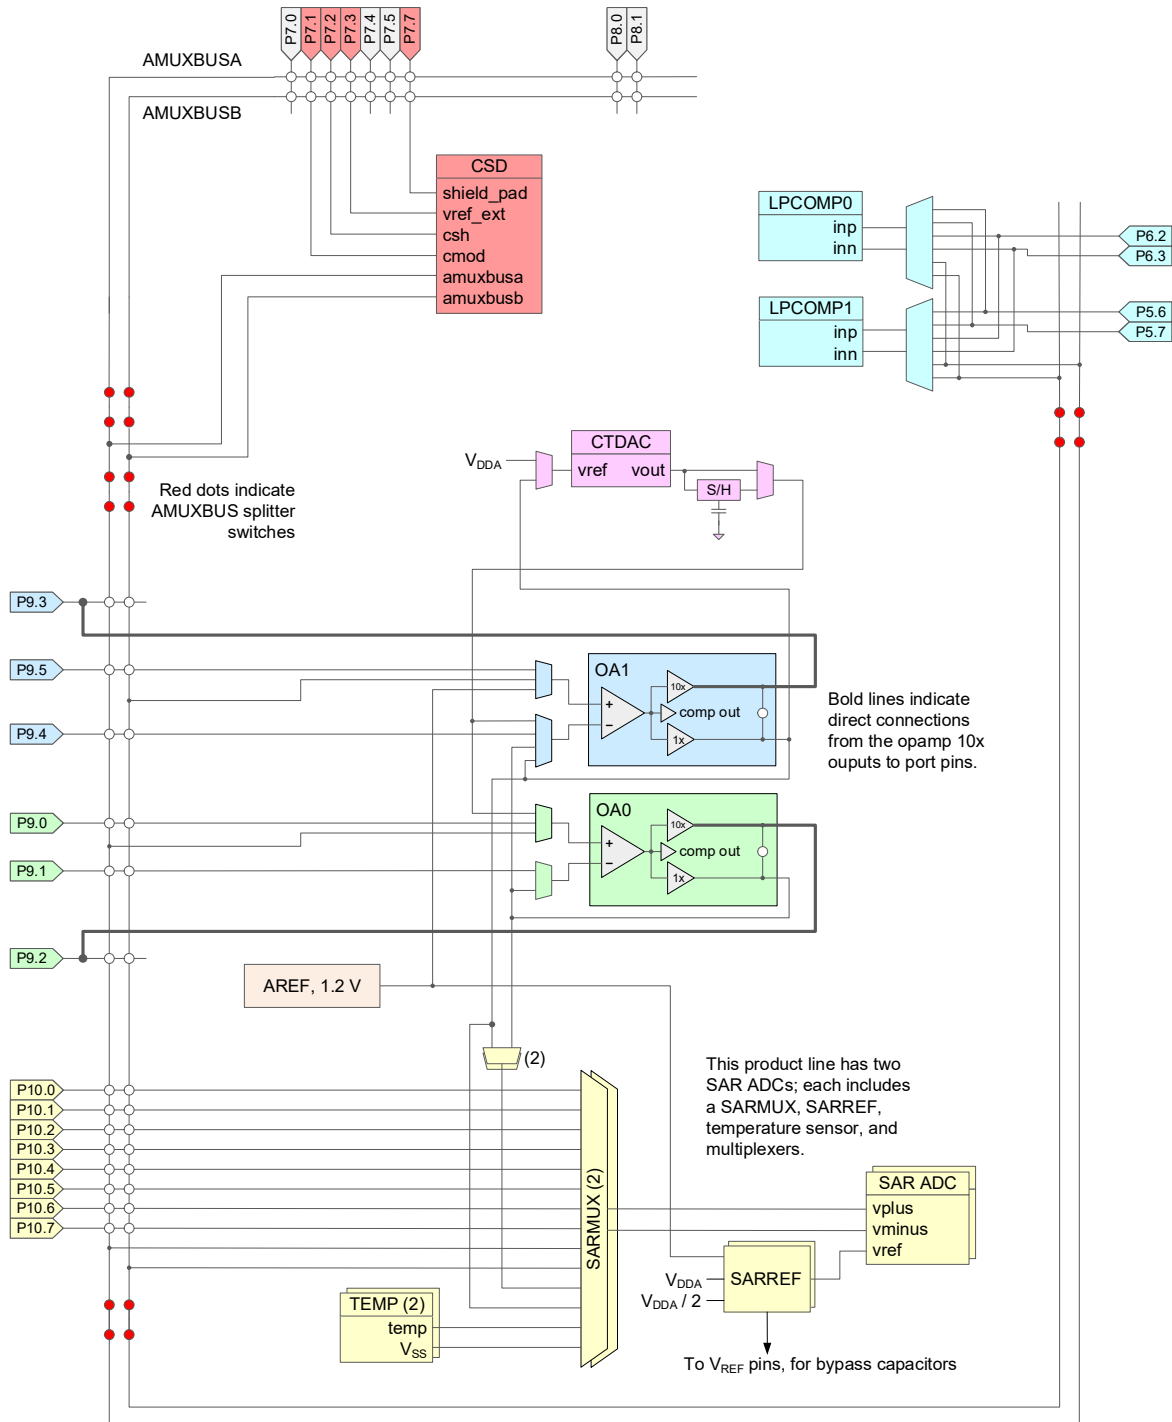 P7.0
P7.1
P7.2
P7.3
P7.4
P7.5
P7.7
P8.0
P8.1
AMUXBUSA
AMUXBUSB
CSD
shield_pad
vref_ext
csh
cmod
amuxbusa
amuxbusb
LPCOMP0
inp
inn
P6.2
P6.3
LPCOMP1
inp
inn
P5.6
P5.7
CTDAC
VDDA
vref vout
S/H
Red dots indicate
AMUXBUS splitter
switches
P9.3
P9.5
OA1
+
10x
comp out
−
1x
P9.4
Bold lines indicate
direct connections
from the opamp 10x
ouputs to port pins.
P9.0
OA0
+
10x
comp out
−
1x
P9.1
P9.2
AREF, 1.2 V
(2)
This product line has two
SAR ADCs; each includes
a SARMUX, SARREF,
temperature sensor, and
multiplexers.
P10.0
P10.1
P10.2
P10.3
P10.4
P10.5
P10.6
P10.7
SARMUX (2)
SAR ADC
vplus
vminus
vref
SARREF
VDDA
VDDA / 2
TEMP (2)
temp
VSS
To VREF pins, for bypass capacitors